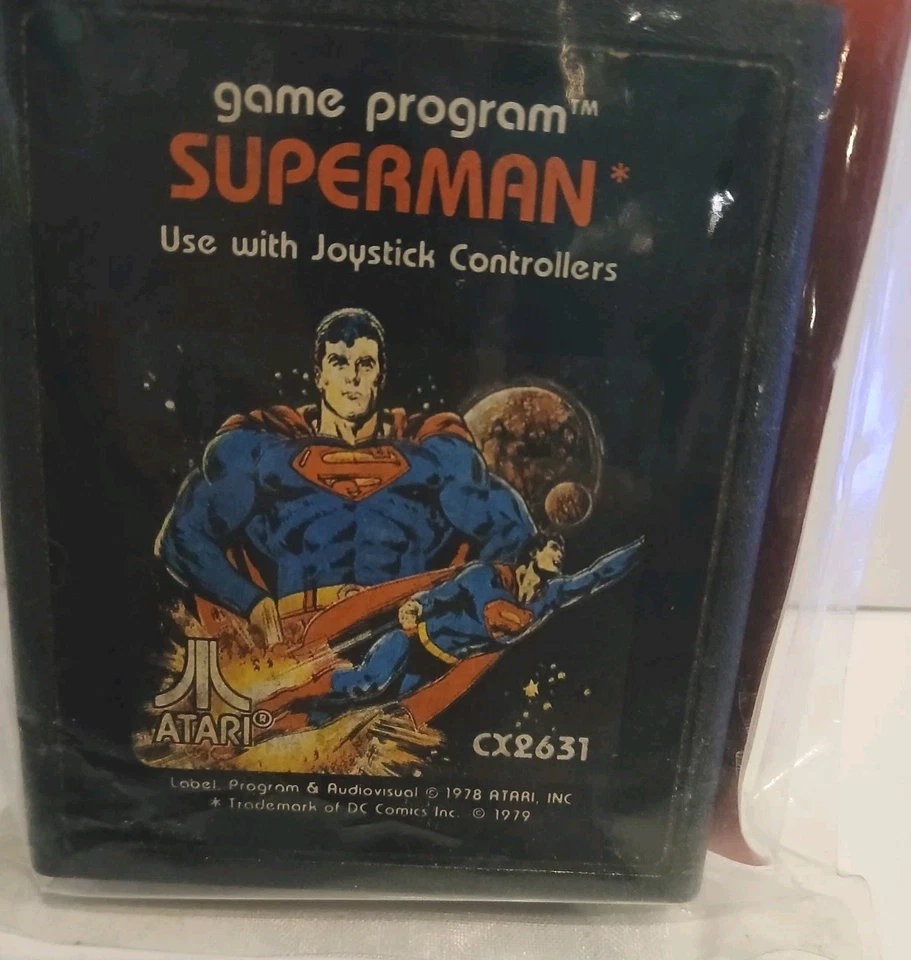 game program™
SUPERMAN*
Use with Joystick Controllers
ATARI®
CX2631
Label, Program & Audiovisual © 1978 ATARI, INC
* Trademark of DC Comics Inc. © 1979